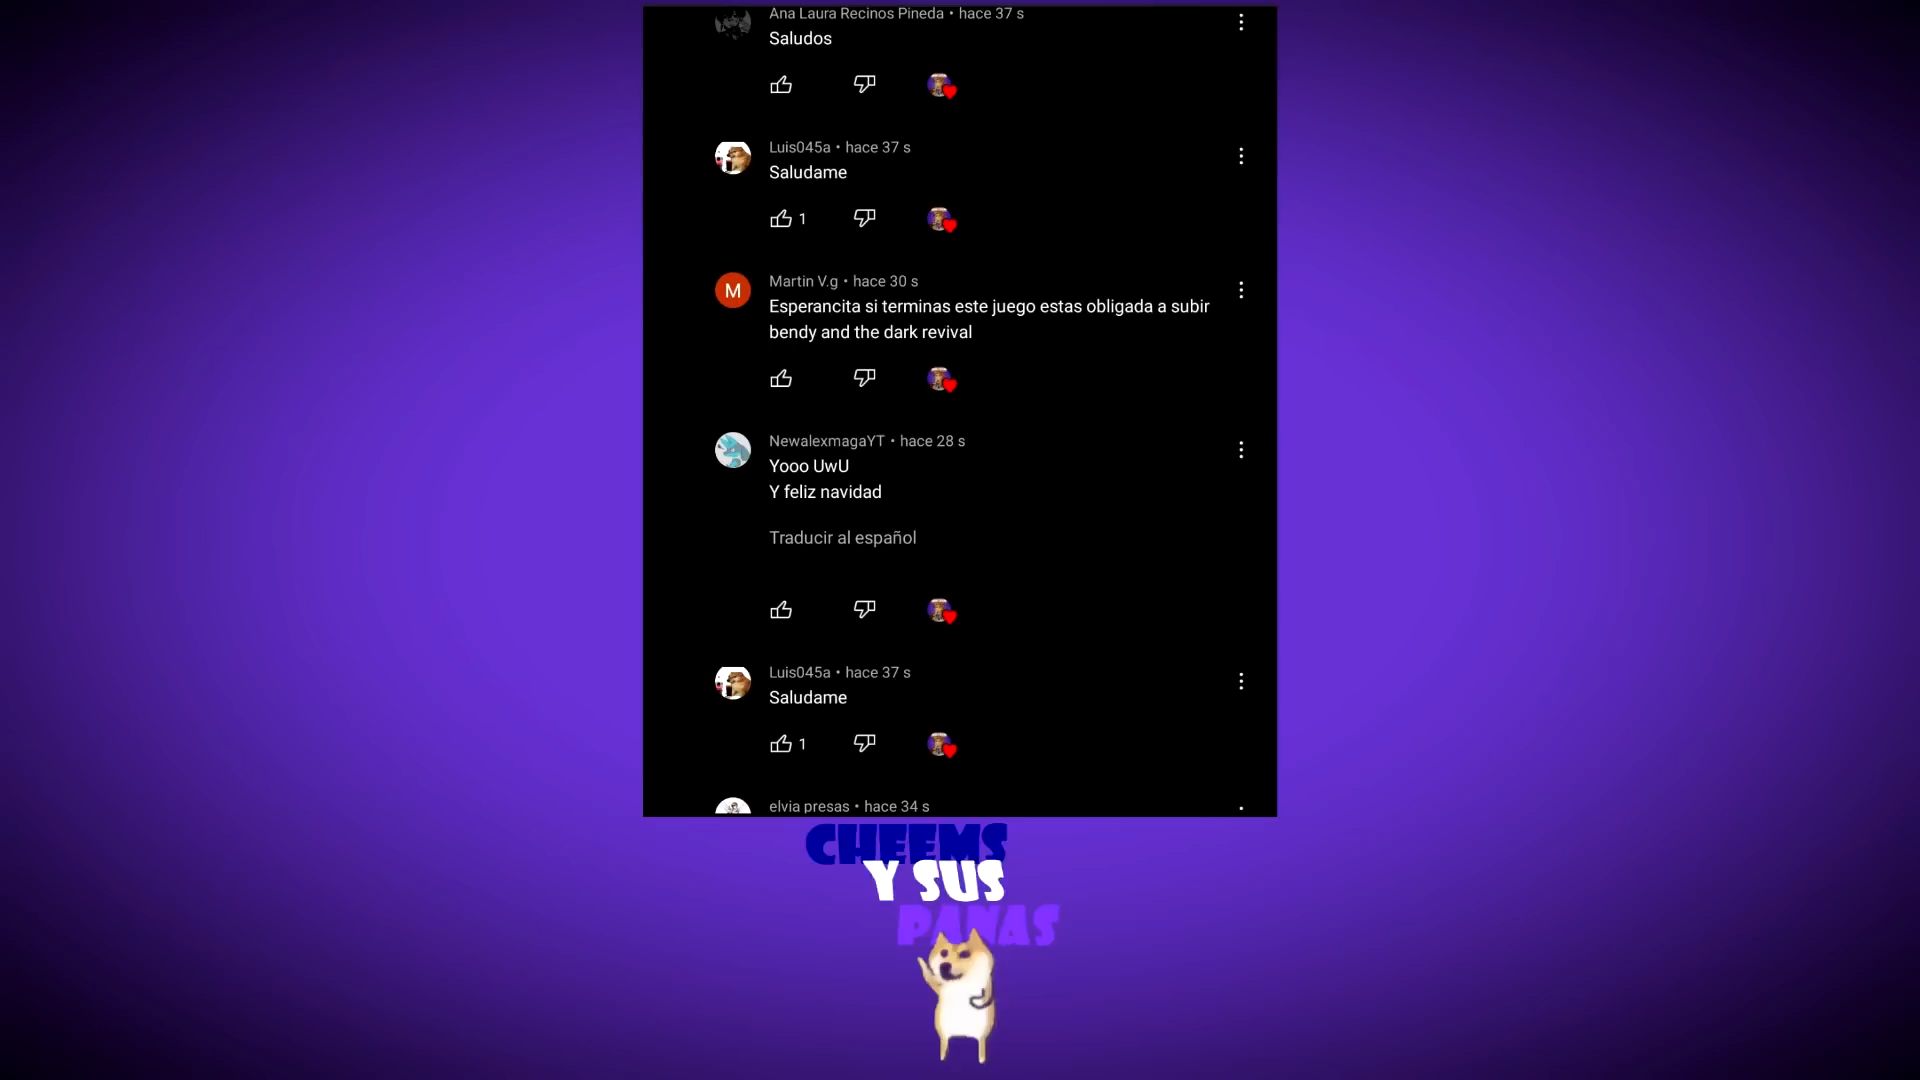 Ana Laura Recinos Pineda • hace 37 s
Saludos
Luis045a • hace 37 s
Saludame
1
M
Martin V.g • hace 30 s
Esperancita si terminas este juego estas obligada a subir
bendy and the dark revival
NewalexmagaYT • hace 28 s
Yooo UwU
Y feliz navidad
Traducir al español
Luis045a • hace 37 s
Saludame
1
elvia presas • hace 34 s
CHEEMS
Y SUS
PANAS